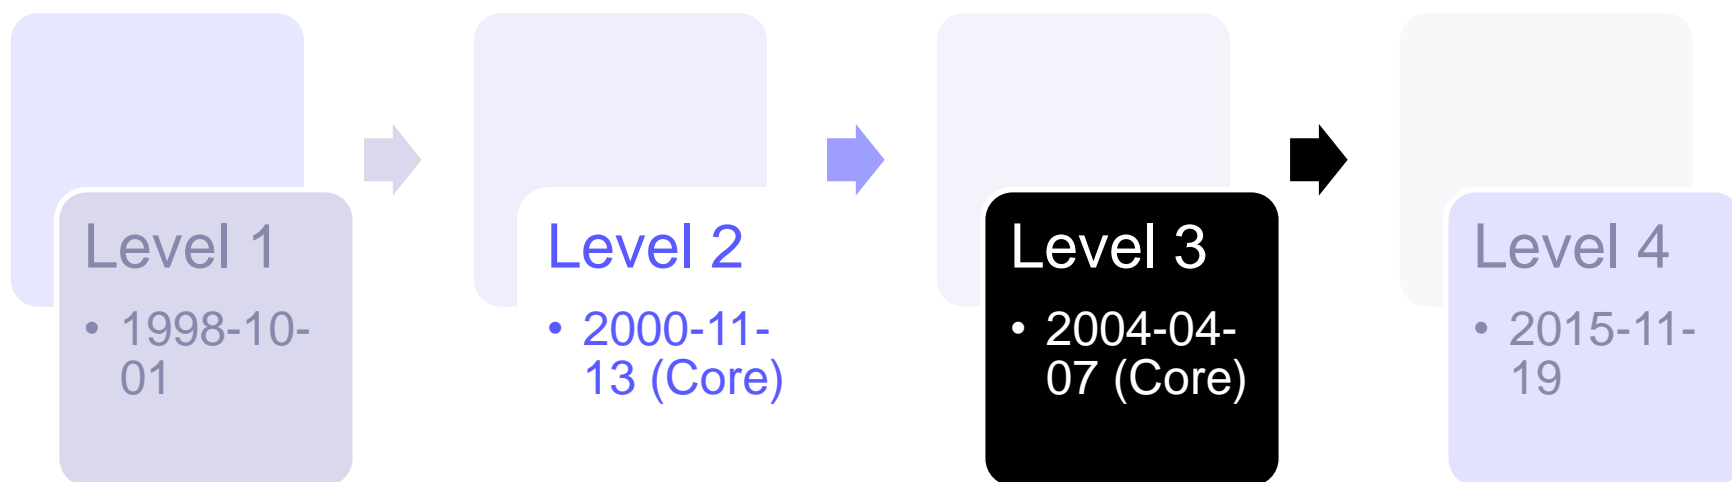 Level 1
• 1998-10-
01
Level 2
• 2000-11-
13 (Core)
Level 3
• 2004-04-
07 (Core)
Level 4
• 2015-11-
19